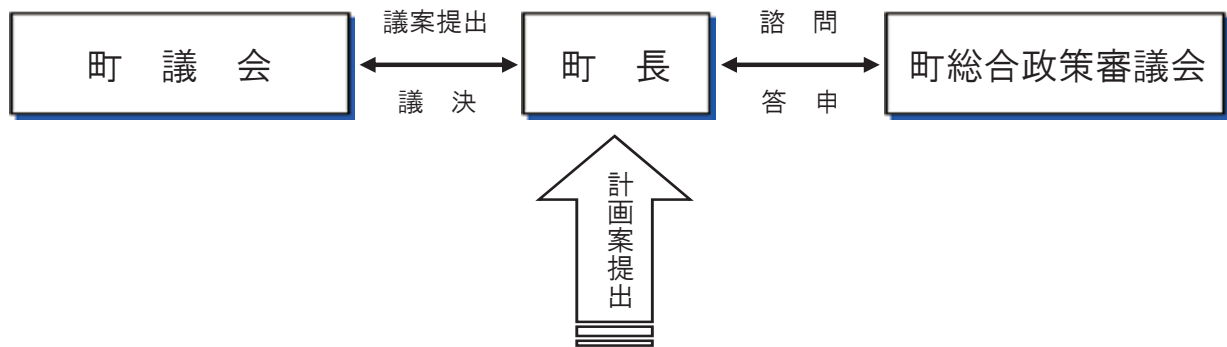 議案提出
諮 問
町 議 会
町 長
町総合政策審議会
議 決
答 申
計画案提出